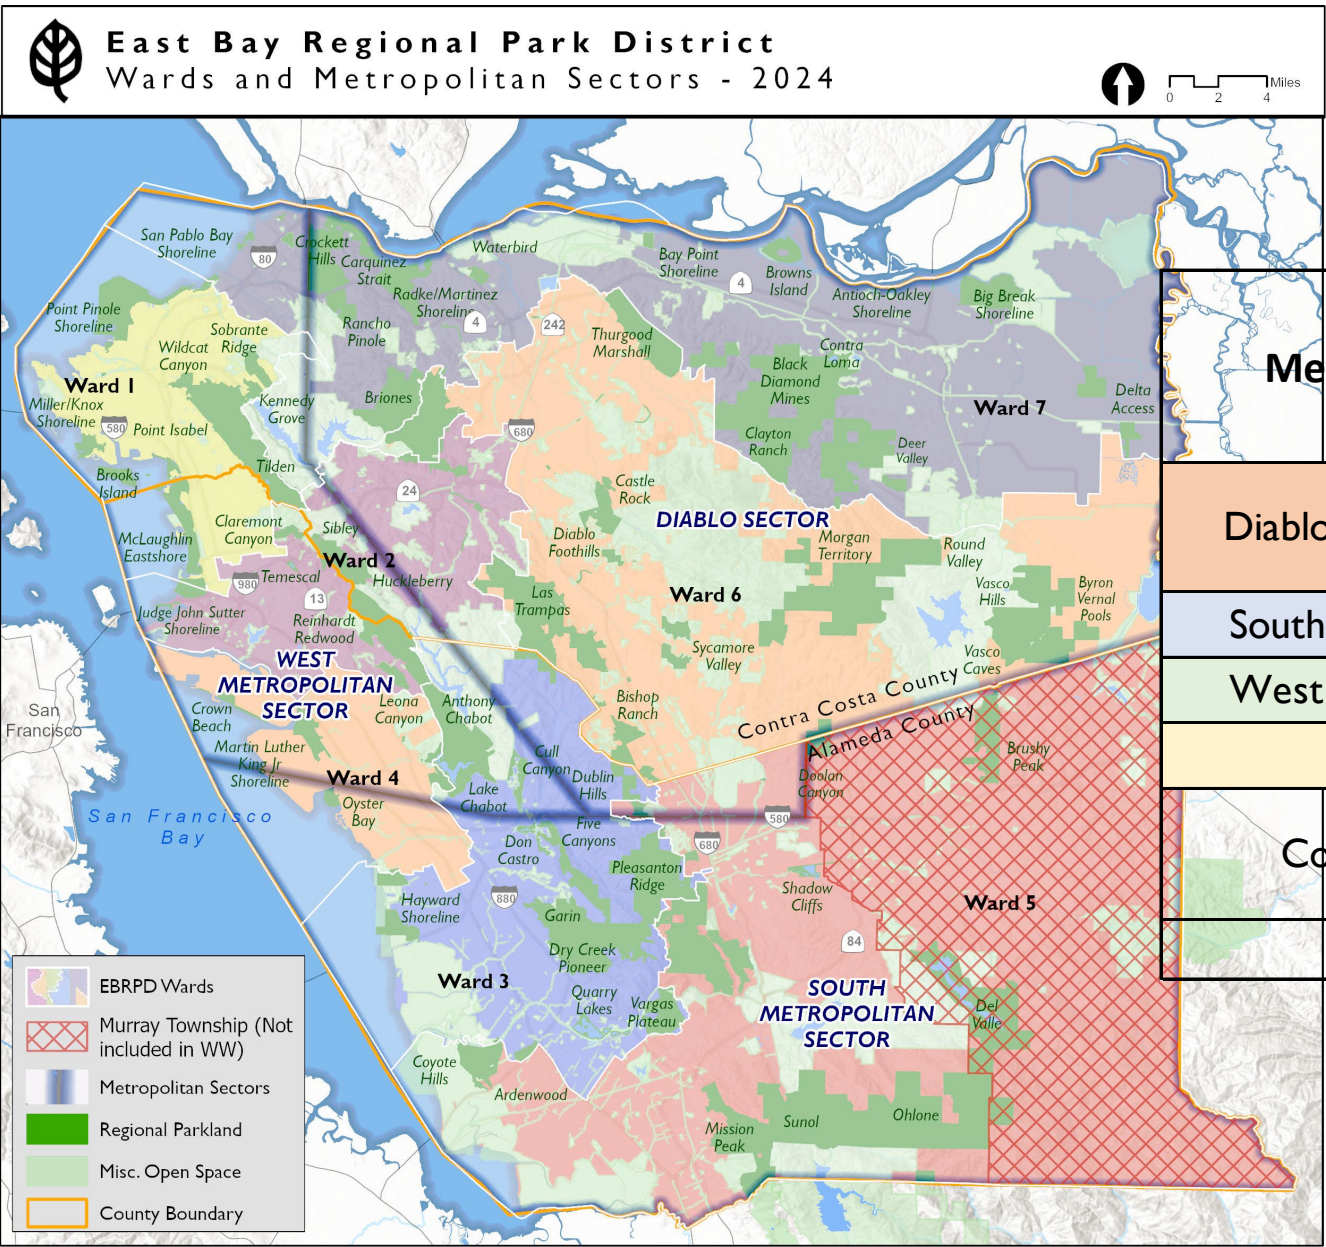 East Bay Regional Park District
Wards and Metropolitan Sectors - 2024
Miles
0 2 4
San Pablo Bay
Shoreline
80
Crockett
Hills
Carquinez
Strait
Waterbird
Bay Point
Shoreline
4
Browns
Island
Antioch-Oakley
Shoreline
Big Break
Shoreline
Point Pinole
Shoreline
Radke/Martinez
Shoreline
4
242
Sobrante
Ridge
Rancho
Pinole
Thurgood
Marshall
Wildcat
Canyon
Contra
Loma
Black
Diamond
Mines
Me
Ward 1
Miller/Knox
Shoreline
580
Point Isabel
Kennedy
Grove
Briones
Ward 7
Delta
Access
680
Clayton
Ranch
Deer
Valley
Brooks
Island
Tilden
24
Castle
Rock
Claremont
Canyon
Sibley
DIABLO SECTOR
Diablo
McLaughlin
Eastshore
Diablo
Foothills
Morgan
Territory
Round
Valley
Ward 2
980
Temescal
Huckleberry
13
Las
Trampas
Ward 6
Vasco
Hills
Byron
Vernal
Pools
Judge John Sutter
Shoreline
Reinhardt
Redwood
South
WEST
METROPOLITAN
SECTOR
Sycamore
Valley
Vasco
Caves
West
San
Francisco
Crown
Beach
Leona
Canyon
Anthony
Chabot
Bishop
Ranch
Contra Costa County
Alameda County
Martin Luther
King Jr
Shoreline
Cull
Canyon
Brushy
Peak
Ward 4
Dublin
Hills
Doolan
Canyon
Lake
Chabot
Oyster
Bay
San Francisco
Bay
580
Five
Canyons
680
Don
Castro
Co
Pleasanton
Ridge
Hayward
Shoreline
880
Shadow
Cliffs
Ward 5
Garin
84
Dry Creek
Pioneer
Ward 3
Quarry
Lakes
Vargas
Plateau
SOUTH
METROPOLITAN
SECTOR
Del
Valle
Coyote
Hills
Ardenwood
Mission
Peak
Sunol
Ohlone
EBRPD Wards
Murray Township (Not
included in WW)
Metropolitan Sectors
Regional Parkland
Misc. Open Space
County Boundary